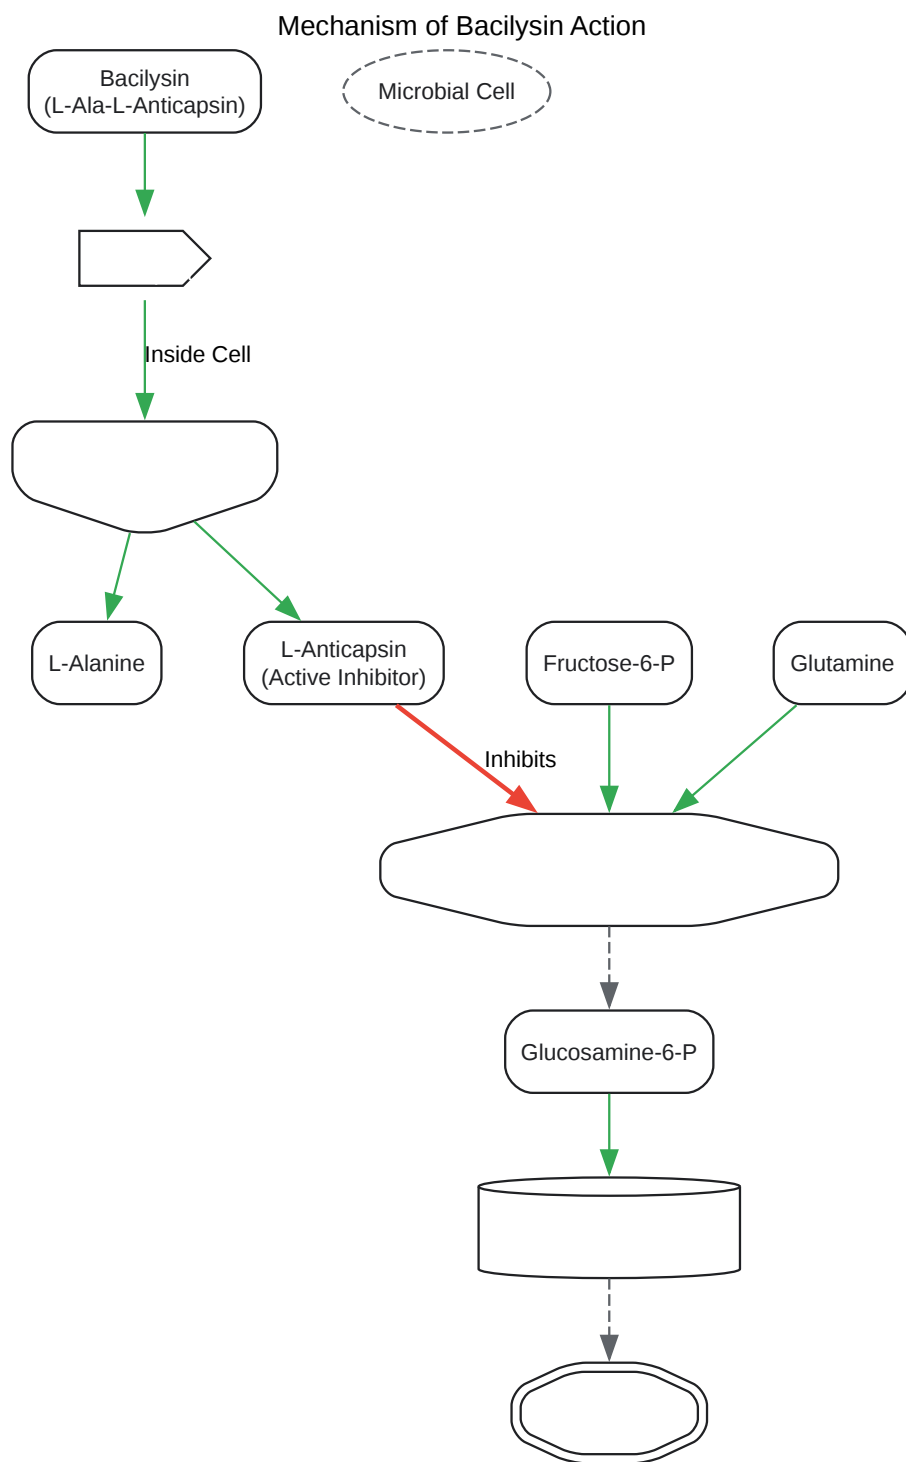 Mechanism of Bacilysin Action
Bacilysin
(L-Ala-L-Anticapsin)
Microbial Cell
Inside Cell
L-Alanine
L-Anticapsin
(Active Inhibitor)
Fructose-6-P
Glutamine
Inhibits
Glucosamine-6-P